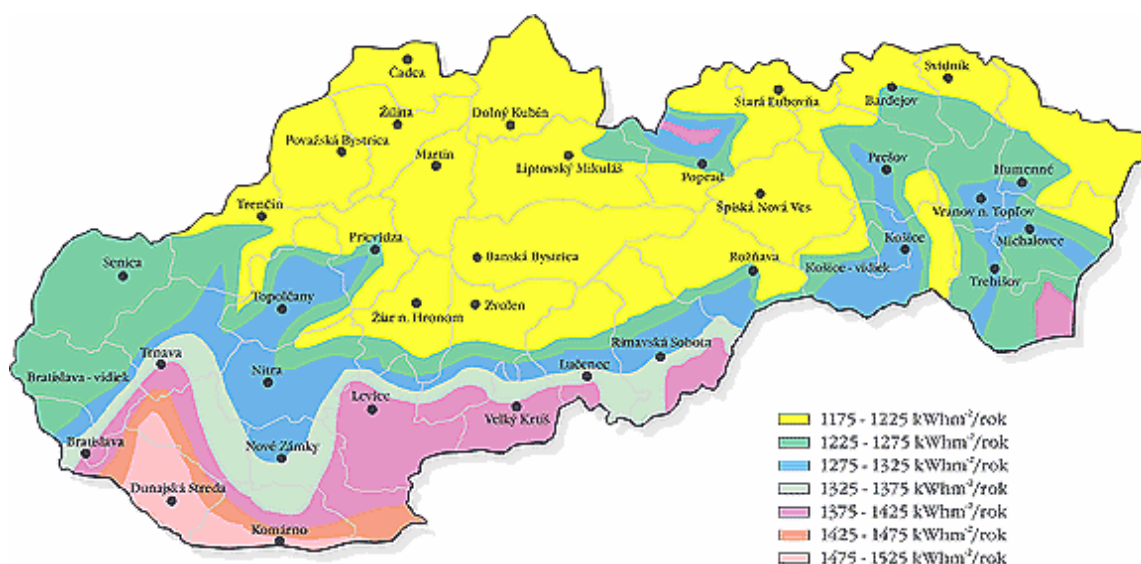 Čadca
Svidník
Stará Ľubovňa
Bardejov
Žilina
Dolný Kubín
Považská Bystrica
Martin
Liptovský Mikuláš
Poprad
Prešov
Humenné
Spiská Nová Ves
Vranov n. Topľov
Trenčín
Michalovce
Prievidza
Košice
Senica
Banská Bystrica
Rožňava
Košice - vidiek
Trebišov
Topoľčany
Žiar n. Hronom
Zvolen
Rimavská Sobota
Trnava
Bratislava - vidiek
Nitra
Lučenec
Levice
Veľký Krtíš
Bratislava
Nové Zámky
Dunajská Streda
Komárno
1175 - 1225 kWhm⁻²/rok
1225 - 1275 kWhm⁻²/rok
1275 - 1325 kWhm⁻²/rok
1325 - 1375 kWhm⁻²/rok
1375 - 1425 kWhm⁻²/rok
1425 - 1475 kWhm⁻²/rok
1475 - 1525 kWhm⁻²/rok